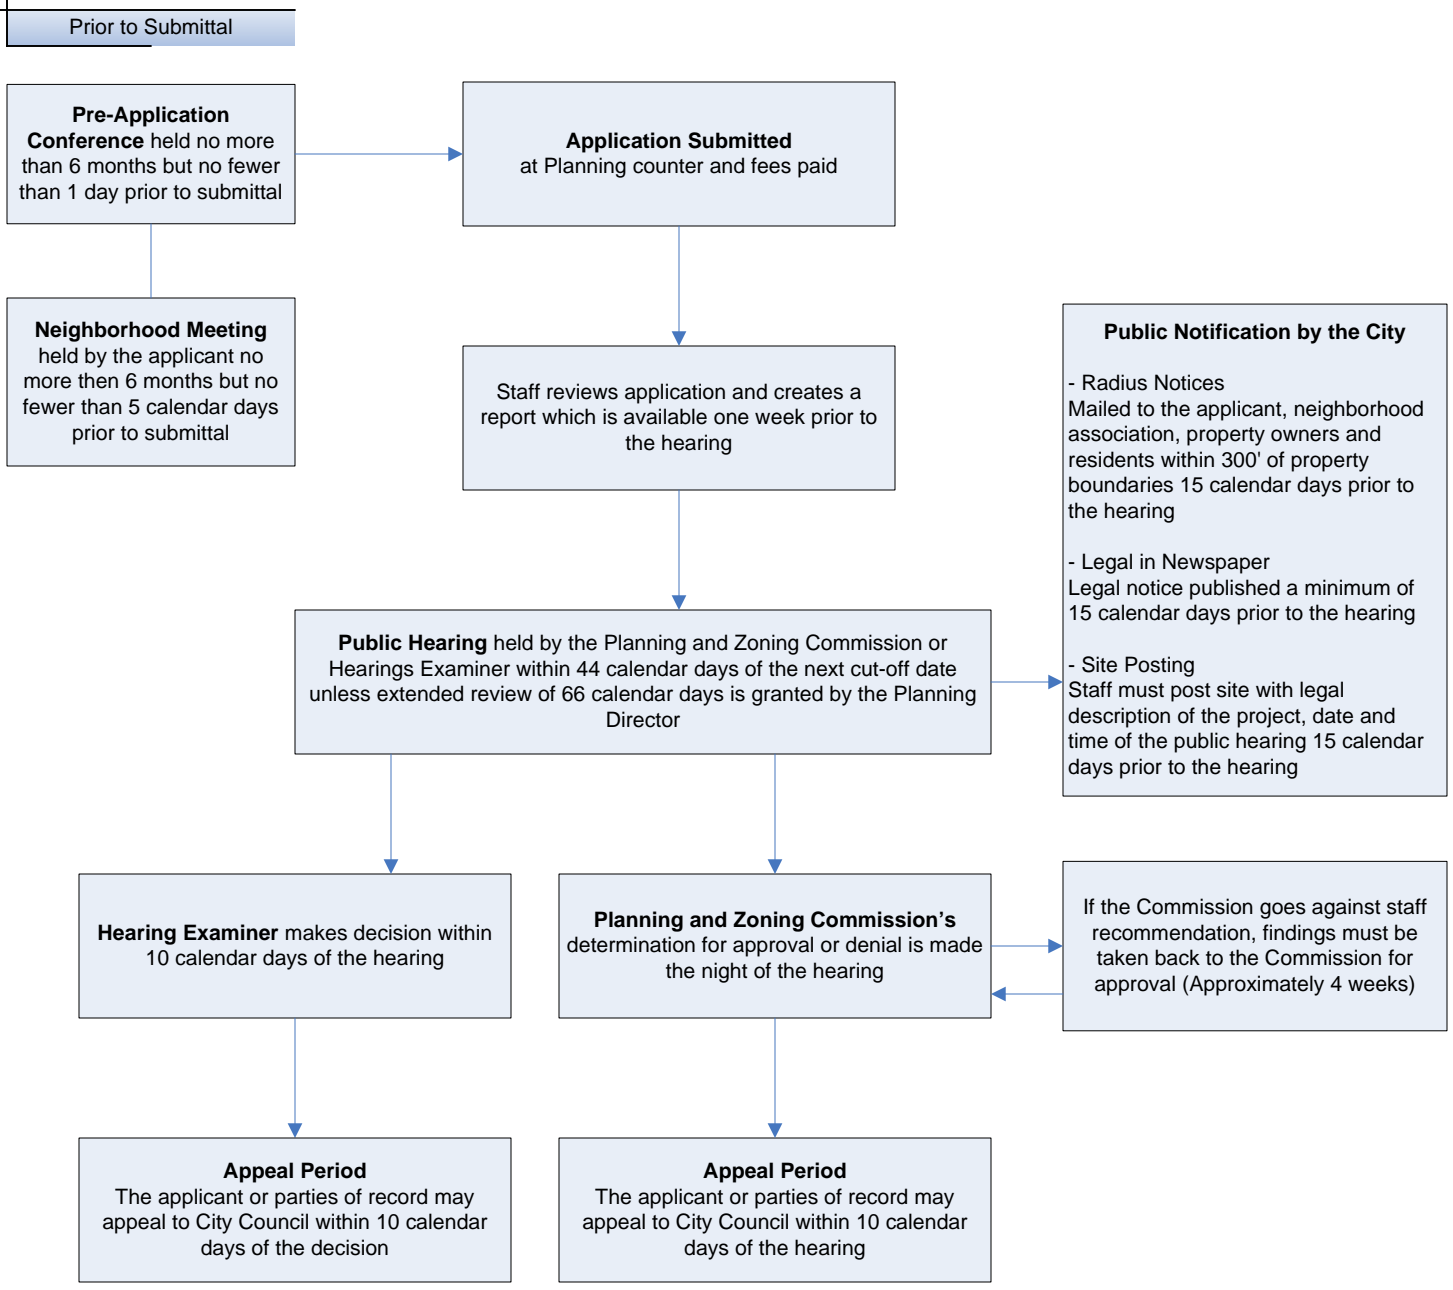 Prior to Submittal
Pre-Application
Conference held no more
than 6 months but no fewer
than 1 day prior to submittal
Application Submitted
at Planning counter and fees paid
Neighborhood Meeting
held by the applicant no
more then 6 months but no
fewer than 5 calendar days
prior to submittal
Staff reviews application and creates a
report which is available one week prior to
the hearing
Public Notification by the City
- Radius Notices
Mailed to the applicant, neighborhood
association, property owners and
residents within 300' of property
boundaries 15 calendar days prior to
the hearing
- Legal in Newspaper
Legal notice published a minimum of
15 calendar days prior to the hearing
- Site Posting
Staff must post site with legal
description of the project, date and
time of the public hearing 15 calendar
days prior to the hearing
Public Hearing held by the Planning and Zoning Commission or
Hearings Examiner within 44 calendar days of the next cut-off date
unless extended review of 66 calendar days is granted by the Planning
Director
Hearing Examiner makes decision within
10 calendar days of the hearing
Planning and Zoning Commission’s
determination for approval or denial is made
the night of the hearing
If the Commission goes against staff
recommendation, findings must be
taken back to the Commission for
approval (Approximately 4 weeks)
Appeal Period
The applicant or parties of record may
appeal to City Council within 10 calendar
days of the decision
Appeal Period
The applicant or parties of record may
appeal to City Council within 10 calendar
days of the hearing